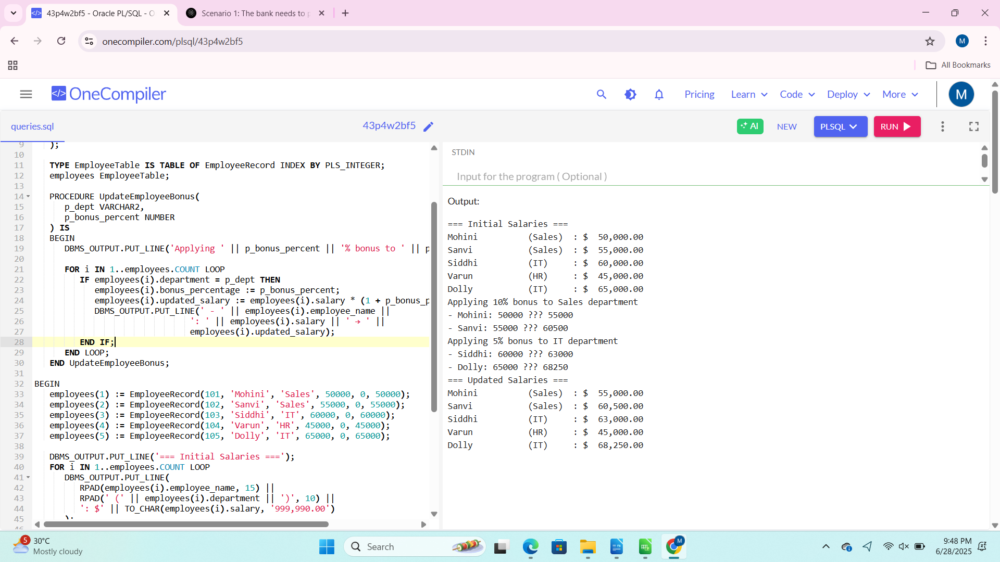 43p4w2bf5 - Oracle PL/SQL - O
Scenario 1: The bank needs to p
onecompiler.com/plsql/43p4w2bf5
M
All Bookmarks
</> OneCompiler
Pricing
Learn
Code
Deploy
More
M
queries.sql
43p4w2bf5
AI
NEW
PLSQL
RUN
9 );
10
11 TYPE EmployeeTable IS TABLE OF EmployeeRecord INDEX BY PLS_INTEGER;
12 employees EmployeeTable;
13
14 PROCEDURE UpdateEmployeeBonus(
15 p_dept VARCHAR2,
16 p_bonus_percent NUMBER
17 ) IS
18 BEGIN
19 DBMS_OUTPUT.PUT_LINE('Applying ' || p_bonus_percent || '% bonus to ' || p
20
21 FOR i IN 1..employees.COUNT LOOP
22 IF employees(i).department = p_dept THEN
23 employees(i).bonus_percentage := p_bonus_percent;
24 employees(i).updated_salary := employees(i).salary * (1 + p_bonus_p
25 DBMS_OUTPUT.PUT_LINE(' - ' || employees(i).employee_name ||
26 ': ' || employees(i).salary || ' → ' ||
27 employees(i).updated_salary);
28 END IF;
29 END LOOP;
30 END UpdateEmployeeBonus;
31
32 BEGIN
33 employees(1) := EmployeeRecord(101, 'Mohini', 'Sales', 50000, 0, 50000);
34 employees(2) := EmployeeRecord(102, 'Sanvi', 'Sales', 55000, 0, 55000);
35 employees(3) := EmployeeRecord(103, 'Siddhi', 'IT', 60000, 0, 60000);
36 employees(4) := EmployeeRecord(104, 'Varun', 'HR', 45000, 0, 45000);
37 employees(5) := EmployeeRecord(105, 'Dolly', 'IT', 65000, 0, 65000);
38
39 DBMS_OUTPUT.PUT_LINE('=== Initial Salaries ===');
40 FOR i IN 1..employees.COUNT LOOP
41 DBMS_OUTPUT.PUT_LINE(
42 RPAD(employees(i).employee_name, 15) ||
43 RPAD(' (' || employees(i).department || ')', 10) ||
44 ': $' || TO_CHAR(employees(i).salary, '999,990.00')
45 );
46
STDIN
Input for the program ( Optional )
Output:
=== Initial Salaries ===
Mohini (Sales) : $ 50,000.00
Sanvi (Sales) : $ 55,000.00
Siddhi (IT) : $ 60,000.00
Varun (HR) : $ 45,000.00
Dolly (IT) : $ 65,000.00
Applying 10% bonus to Sales department
- Mohini: 50000 ??? 55000
- Sanvi: 55000 ??? 60500
Applying 5% bonus to IT department
- Siddhi: 60000 ??? 63000
- Dolly: 65000 ??? 68250
=== Updated Salaries ===
Mohini (Sales) : $ 55,000.00
Sanvi (Sales) : $ 60,500.00
Siddhi (IT) : $ 63,000.00
Varun (HR) : $ 45,000.00
Dolly (IT) : $ 68,250.00
5
30°C
Mostly cloudy
Search
M
9:48 PM
6/28/2025